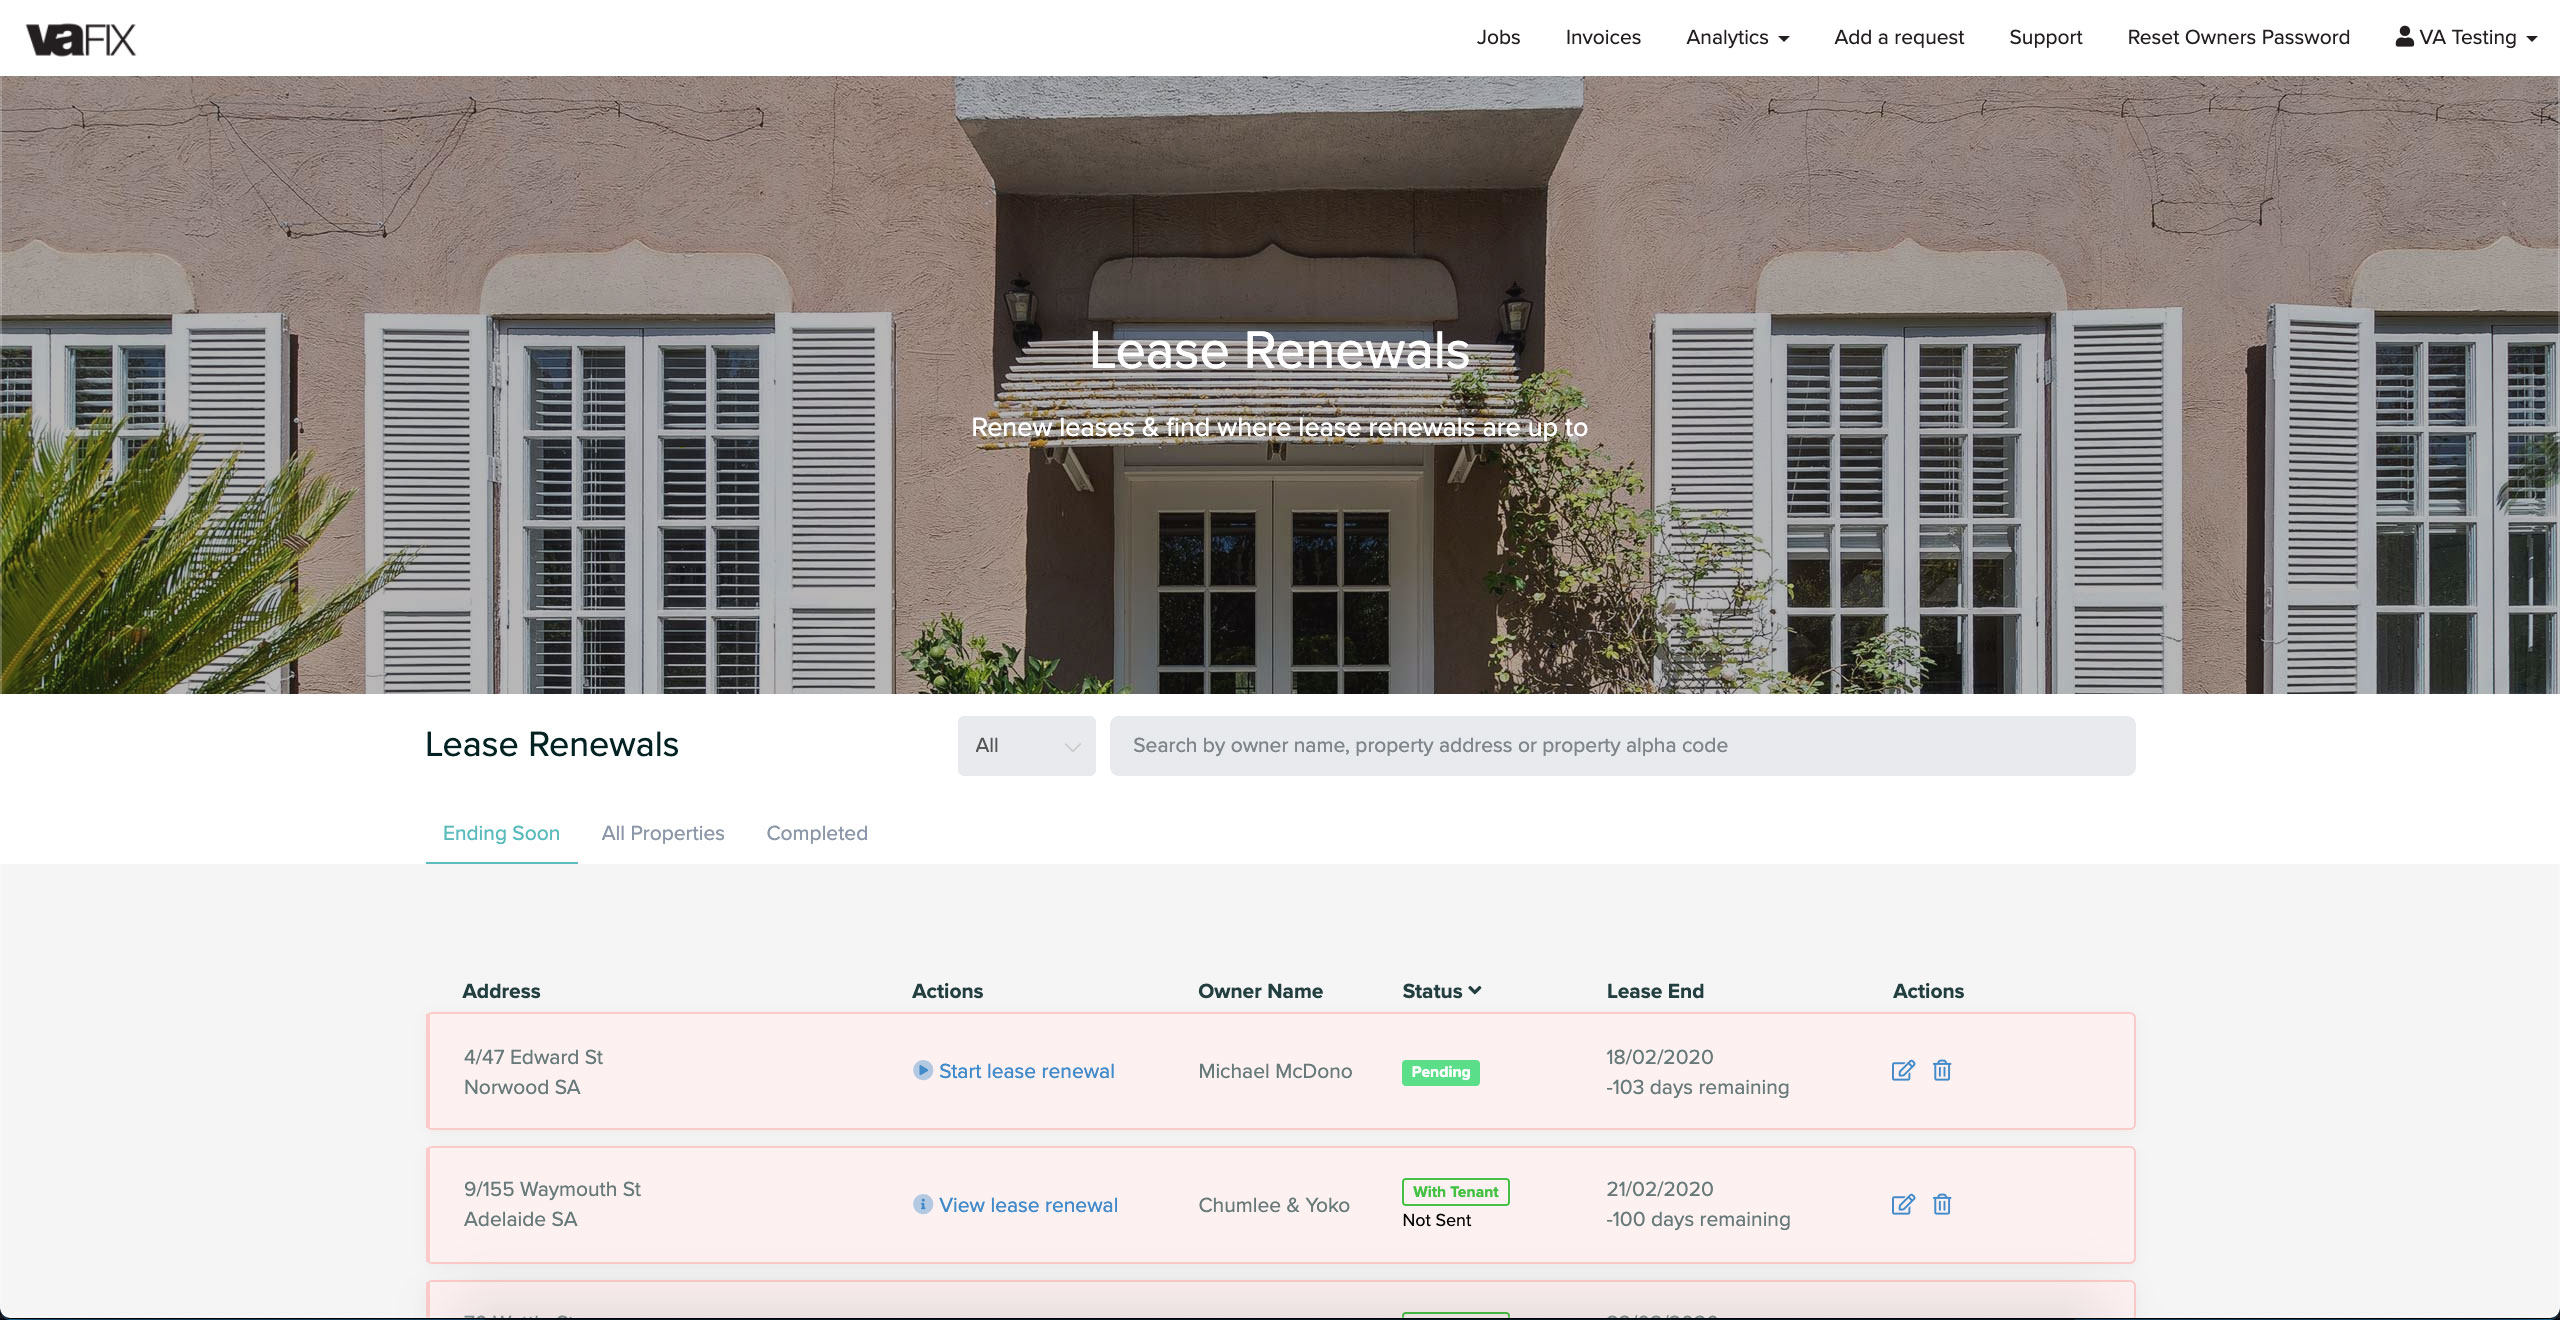 vaFIX
Jobs
Invoices
Analytics
Add a request
Support
Reset Owners Password
VA Testing
Lease Renewals
Renew leases & find where lease renewals are up to
Lease Renewals
All
Search by owner name, property address or property alpha code
Ending Soon
All Properties
Completed
Address
Actions
Owner Name
Status
Lease End
Actions
4/47 Edward St
Norwood SA
Start lease renewal
Michael McDono
Pending
18/02/2020
-103 days remaining
9/155 Waymouth St
Adelaide SA
View lease renewal
Chumlee & Yoko
With Tenant
Not Sent
21/02/2020
-100 days remaining